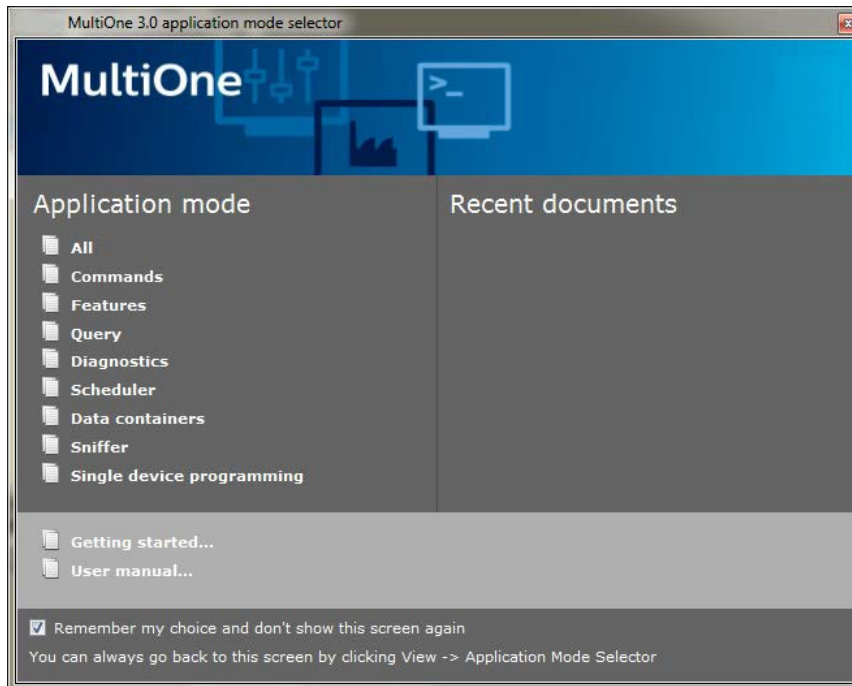 MultiOne 3.0 application mode selector
MultiOne
>_
Application mode
All
Commands
Features
Query
Diagnostics
Scheduler
Data containers
Sniffer
Single device programming
Recent documents
Getting started...
User manual...
Remember my choice and don't show this screen again
You can always go back to this screen by clicking View -> Application Mode Selector